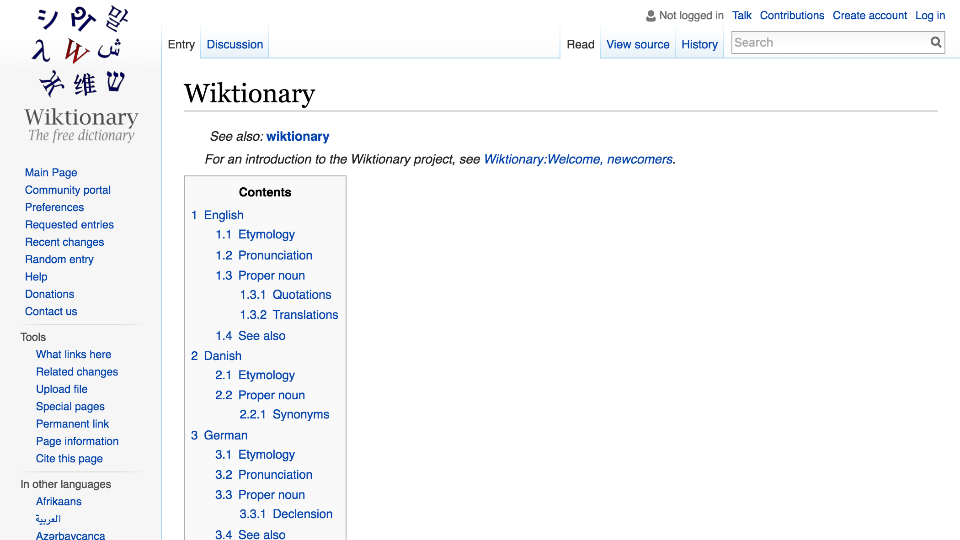 Not logged in Talk Contributions Create account Log in
Entry Discussion Read View source History Search
Wiktionary
The free dictionary
Main Page
Community portal
Preferences
Requested entries
Recent changes
Random entry
Help
Donations
Contact us
Tools
What links here
Related changes
Upload file
Special pages
Permanent link
Page information
Cite this page
In other languages
Afrikaans
العربية
Azərbaycanca
Wiktionary
See also: wiktionary
For an introduction to the Wiktionary project, see Wiktionary:Welcome, newcomers.
Contents
1 English
1.1 Etymology
1.2 Pronunciation
1.3 Proper noun
1.3.1 Quotations
1.3.2 Translations
1.4 See also
2 Danish
2.1 Etymology
2.2 Proper noun
2.2.1 Synonyms
3 German
3.1 Etymology
3.2 Pronunciation
3.3 Proper noun
3.3.1 Declension
3.4 See also